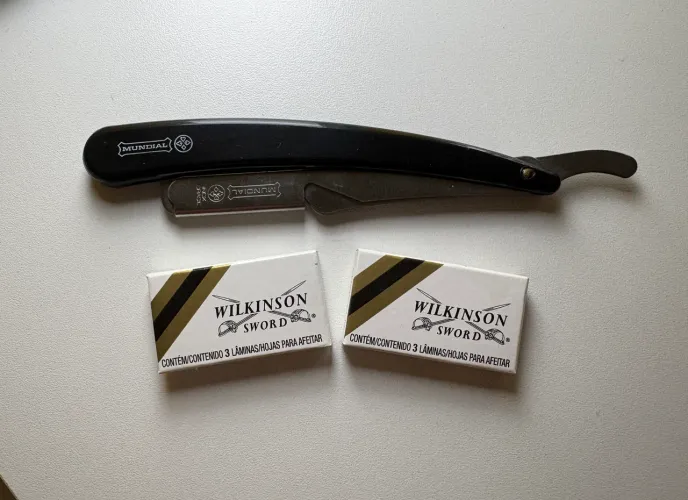 MUNDIAL
MUNDIAL
INOX
WILKINSON
SWORD®
CONTÉM/CONTENIDO 3 LÂMINAS/HOJAS PARA AFEITAR
WILKINSON
SWORD®
CONTÉM/CONTENIDO 3 LÂMINAS/HOJAS PARA AFEITAR